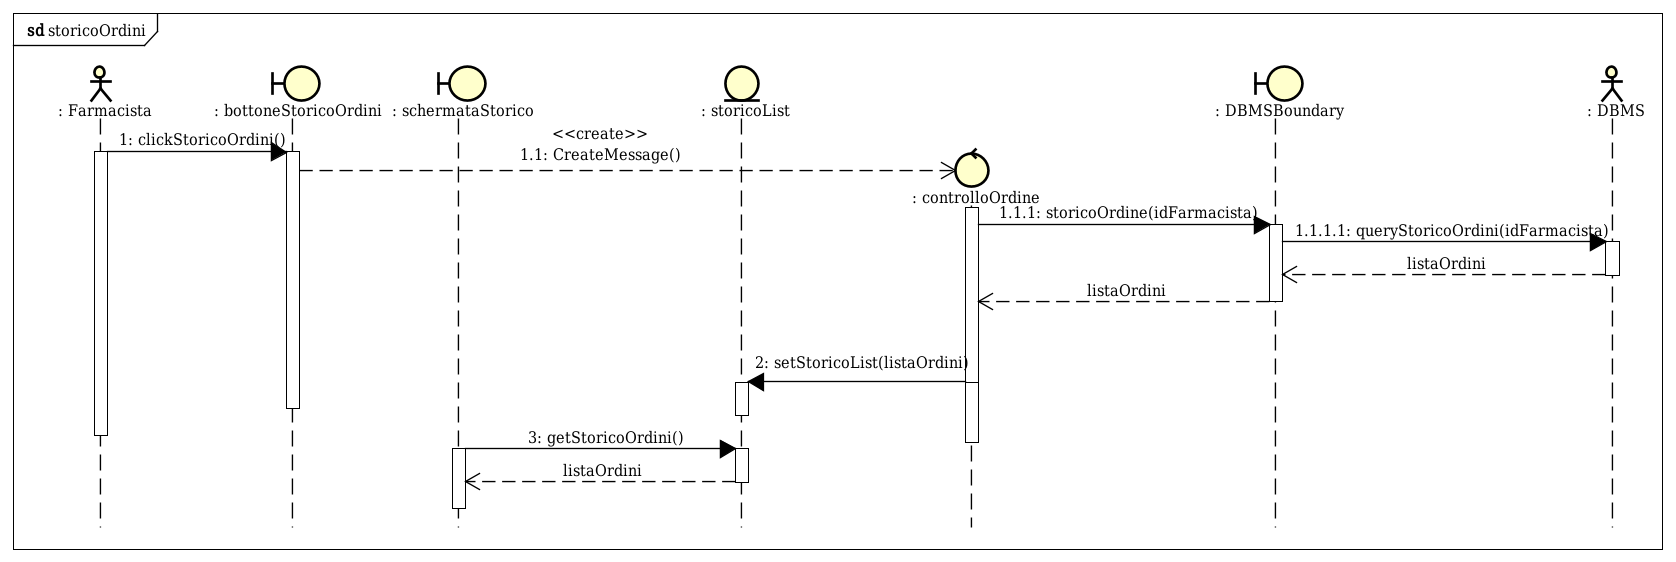 sd storicoOrdini
: Farmacista
: bottoneStoricoOrdini
: schermataStorico
: storicoList
: DBMSBoundary
: DBMS
1: clickStoricoOrdini()
<<create>>
1.1: CreateMessage()
: controlloOrdine
1.1.1: storicoOrdine(idFarmacista)
1.1.1.1: queryStoricoOrdini(idFarmacista)
listaOrdini
listaOrdini
2: setStoricoList(listaOrdini)
3: getStoricoOrdini()
listaOrdini